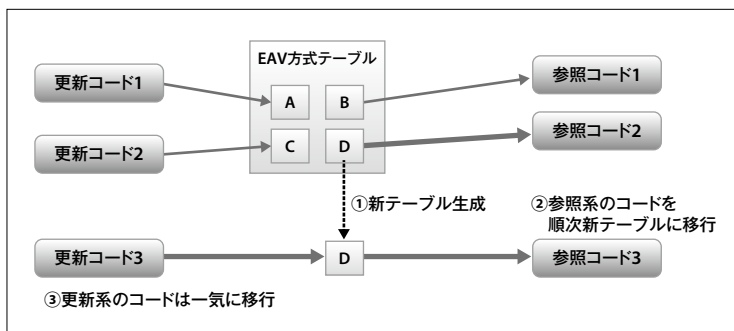 EAV方式テーブル
更新コード1
A
B
参照コード1
更新コード2
C
D
参照コード2
①新テーブル生成
②参照系のコードを
順次新テーブルに移行
更新コード3
D
参照コード3
③更新系のコードは一気に移行